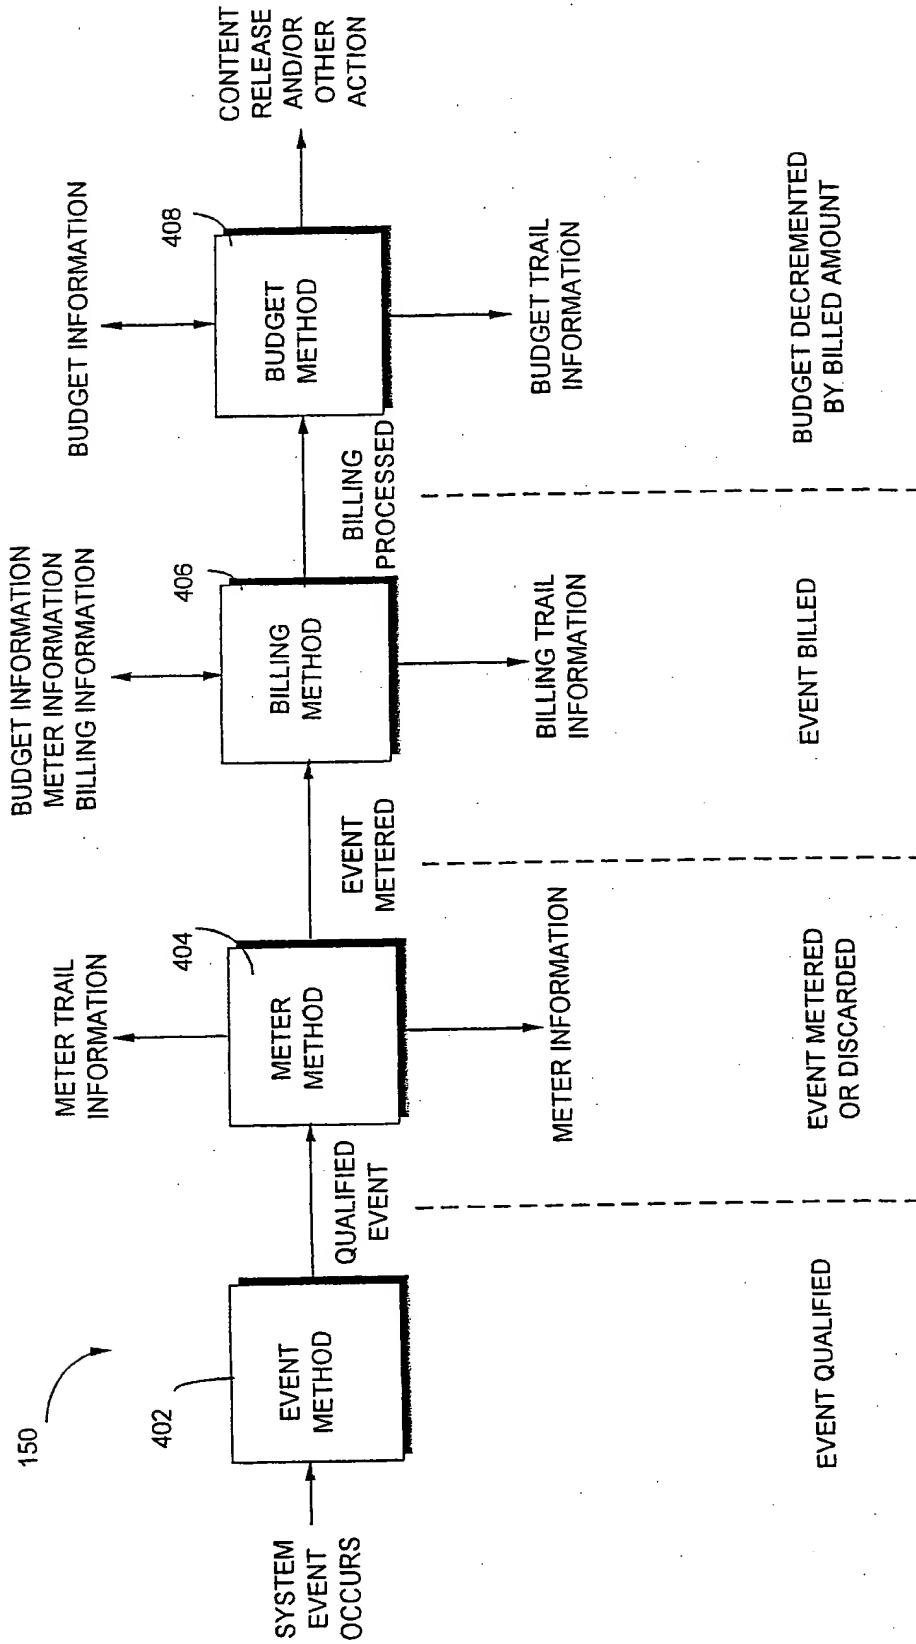 150
SYSTEM
EVENT
OCCURS
402
EVENT
METHOD
QUALIFIED
EVENT
EVENT QUALIFIED
METER TRAIL
INFORMATION
404
METER
METHOD
METER INFORMATION
EVENT METERED
OR DISCARDED
EVENT
METERED
BUDGET INFORMATION
METER INFORMATION
BILLING INFORMATION
406
BILLING
METHOD
BILLING TRAIL
INFORMATION
EVENT BILLED
BILLING
PROCESSED
BUDGET INFORMATION
408
BUDGET
METHOD
BUDGET TRAIL
INFORMATION
BUDGET DECREMENTED
BY BILLED AMOUNT
CONTENT
RELEASE
AND/OR
OTHER
ACTION